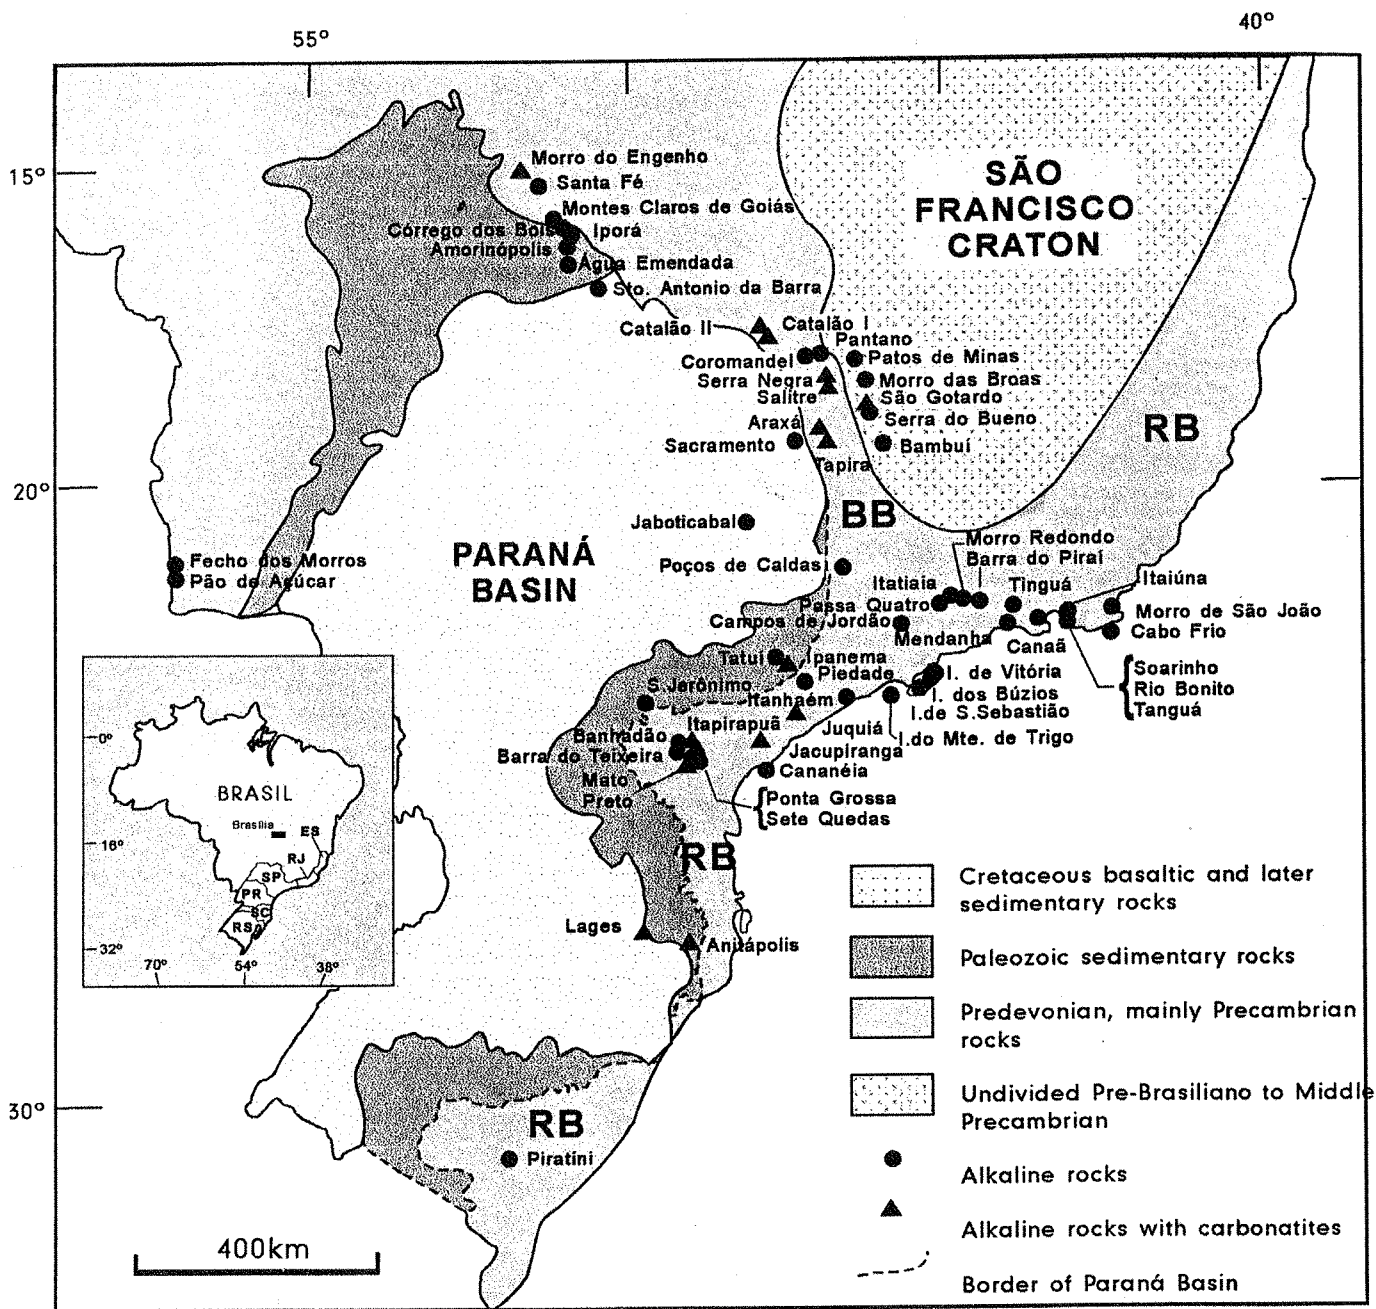 55°
40°
15°
20°
30°
Morro do Engenho
Santa Fé
Montes Claros de Goiás
Córrego dos Bois
Iporá
Amorinópolis
Água Emendada
Sto. Antonio da Barra
SÃO
FRANCISCO
CRATON
Catalão II
Catalão I
Pantano
Coromandel
Patos de Minas
Serra Negra
Morro das Broas
Salitre
São Gotardo
Araxá
Serra do Bueno
Sacramento
Bambuí
Tapira
RB
Jaboticabal
BB
PARANÁ
BASIN
Fecho dos Morros
Pão de Açúcar
Poços de Caldas
Morro Redondo
Barra do Piraí
Itatiaia
Tinguá
Itaiúna
Passa Quatro
Campos de Jordão
Morro de São João
Mendanha
Canaã
Cabo Frio
Tatuí
Ipanema
Piedade
I. de Vitória
Soarinho
Rio Bonito
Tanguá
S.Jerônimo
Itanhaém
I. dos Búzios
I.de S.Sebastião
Itapirapuã
Juquiá
I.do Mte. de Trigo
Banhadão
Jacupiranga
Barra do Teixeira
Cananéia
Mato
Preto
Ponta Grossa
Sete Quedas
RB
Lages
Anitápolis
RB
Piratini
400km
0°
BRASIL
Brasília
ES
16°
RJ
SP
PR
SC
RS
32°
70°
54°
38°
Cretaceous basaltic and later
sedimentary rocks
Paleozoic sedimentary rocks
Predevonian, mainly Precambrian
rocks
Undivided Pre-Brasiliano to Middle
Precambrian
Alkaline rocks
Alkaline rocks with carbonatites
Border of Paraná Basin